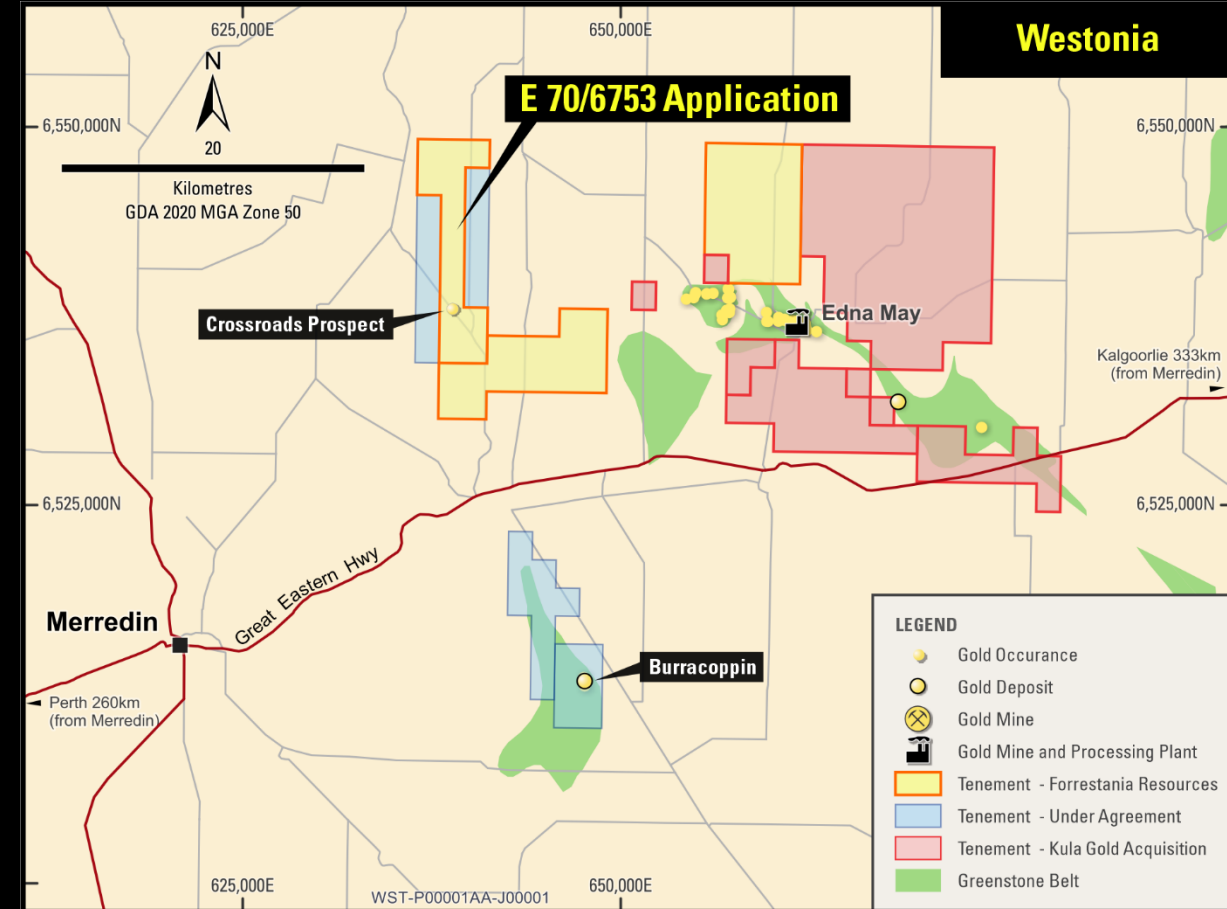 625,000E
650,000E
Westonia
N
E 70/6753 Application
6,550,000N
6,550,000N
20
Kilometres
GDA 2020 MGA Zone 50
Crossroads Prospect
Edna May
Kalgoorlie 333km
(from Merredin)
6,525,000N
6,525,000N
Great Eastern Hwy
Merredin
Burracoppin
Perth 260km
(from Merredin)
LEGEND
Gold Occurance
Gold Deposit
Gold Mine
Gold Mine and Processing Plant
Tenement - Forrestania Resources
Tenement - Under Agreement
Tenement - Kula Gold Acquisition
Greenstone Belt
625,000E
650,000E
WST-P00001AA-J00001